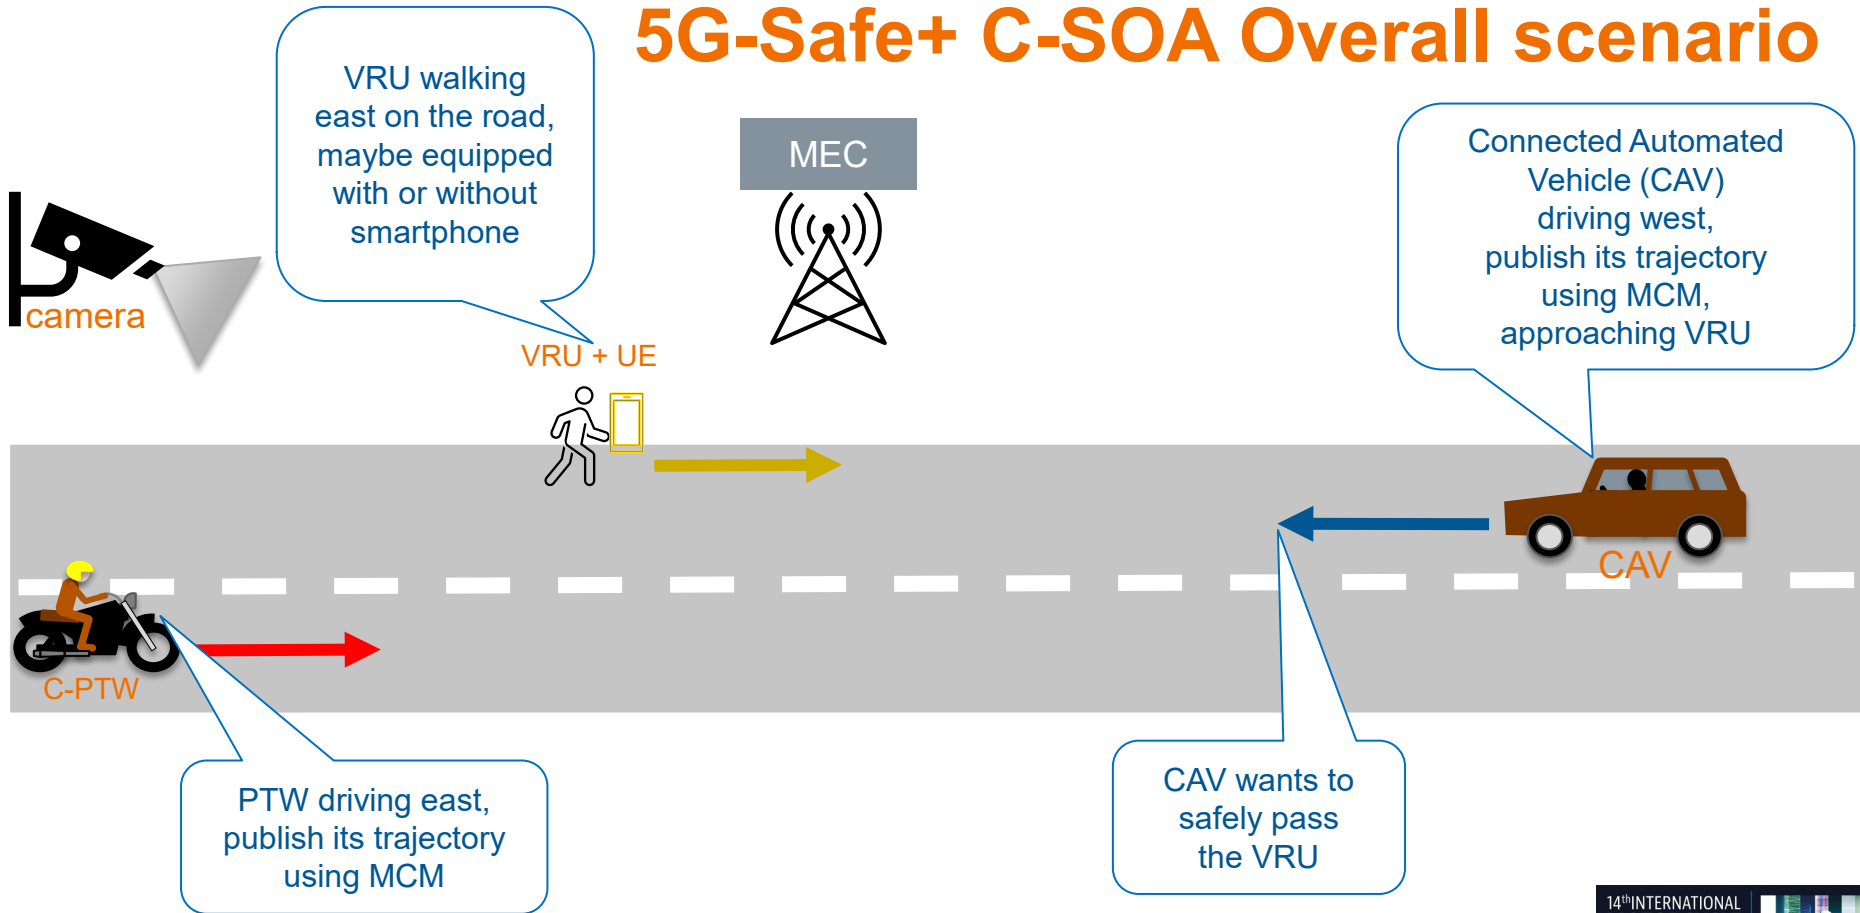 5G-Safe+ C-SOA Overall scenario
VRU walking
east on the road,
maybe equipped
with or without
smartphone
MEC
Connected Automated
Vehicle (CAV)
driving west,
publish its trajectory
using MCM,
approaching VRU
camera
VRU + UE
CAV
C-PTW
PTW driving east,
publish its trajectory
using MCM
CAV wants to
safely pass
the VRU
14thINTERNATIONAL